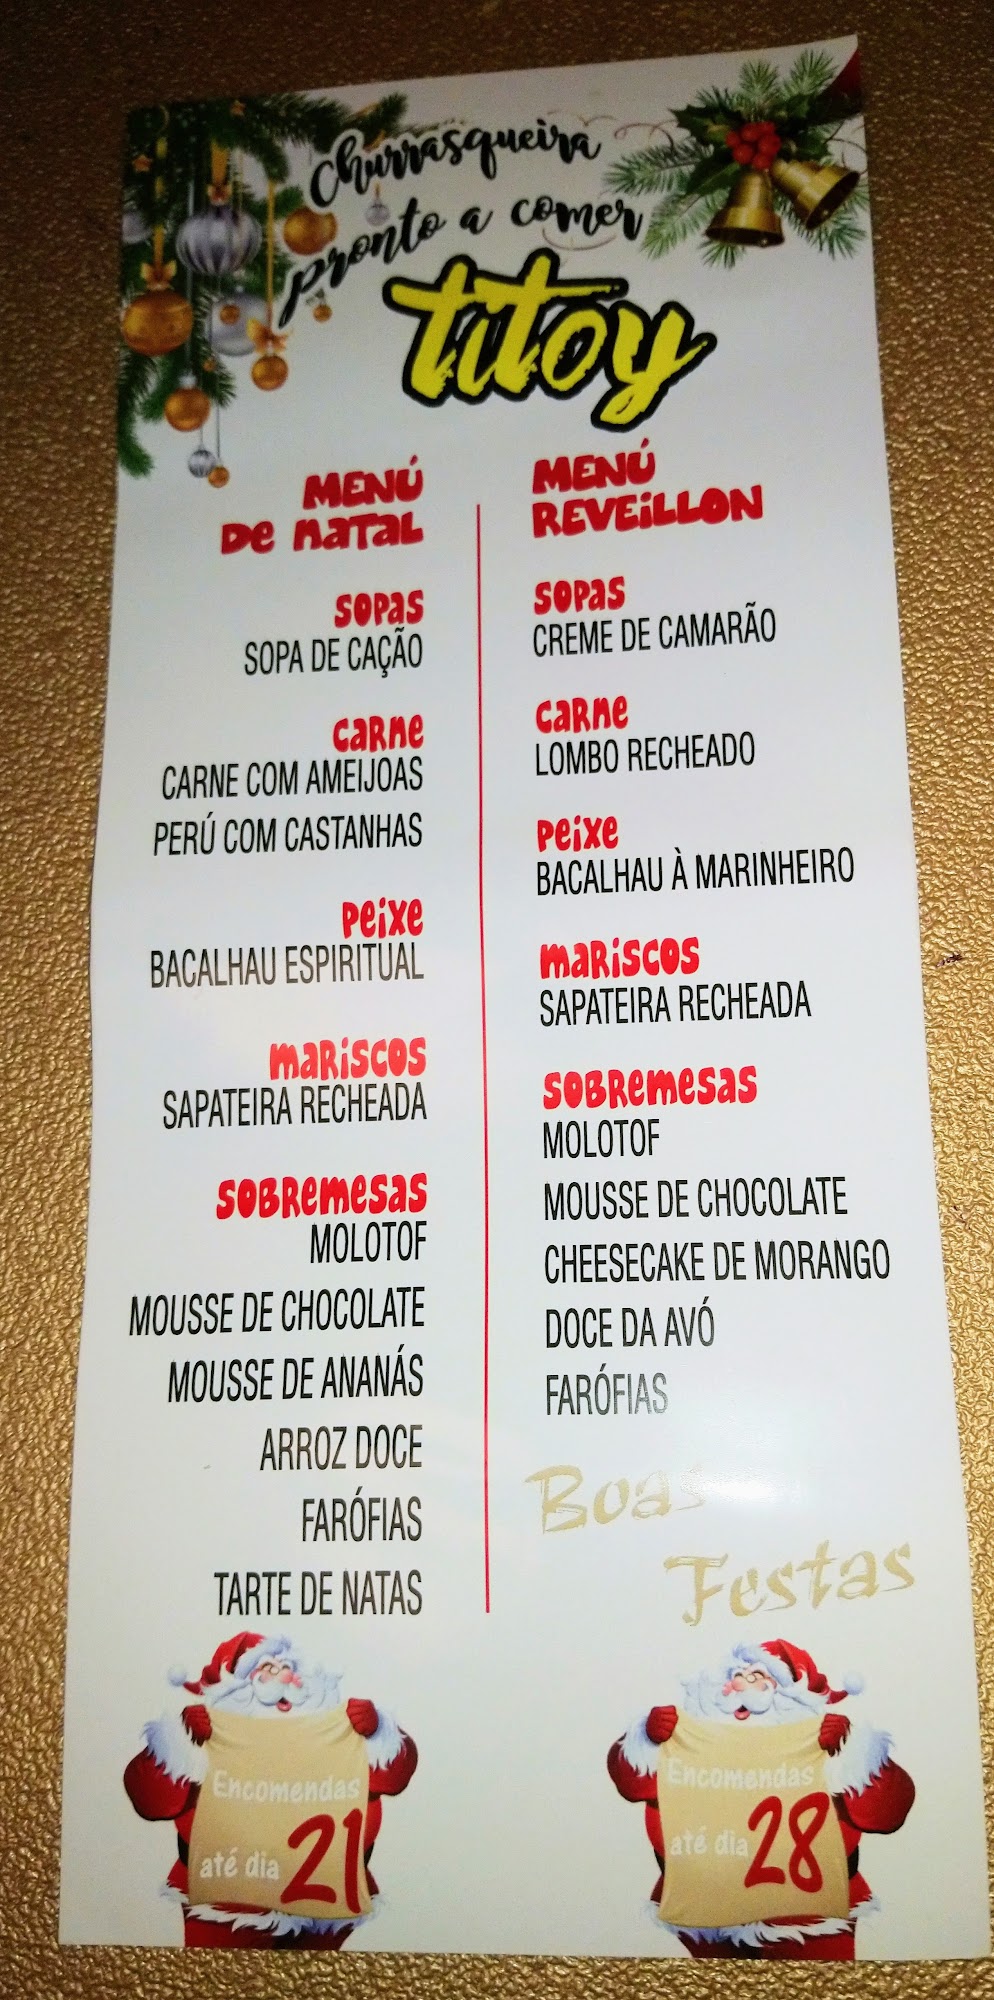 Churrasqueira
pronto a comer
titoy
MENÚ
DE NATAL
SOPAS
SOPA DE CAÇÃO
CARNE
CARNE COM AMEIJOAS
PERÚ COM CASTANHAS
PEIXE
BACALHAU ESPIRITUAL
MARISCOS
SAPATEIRA RECHEADA
SOBREMESAS
MOLOTOF
MOUSSE DE CHOCOLATE
MOUSSE DE ANANÁS
ARROZ DOCE
FARÓFIAS
TARTE DE NATAS
Encomendas
até dia 21
MENÚ
REVEILLON
SOPAS
CREME DE CAMARÃO
CARNE
LOMBO RECHEADO
PEIXE
BACALHAU À MARINHEIRO
MARISCOS
SAPATEIRA RECHEADA
SOBREMESAS
MOLOTOF
MOUSSE DE CHOCOLATE
CHEESECAKE DE MORANGO
DOCE DA AVÓ
FARÓFIAS
Boas
Festas
Encomendas
até dia 28